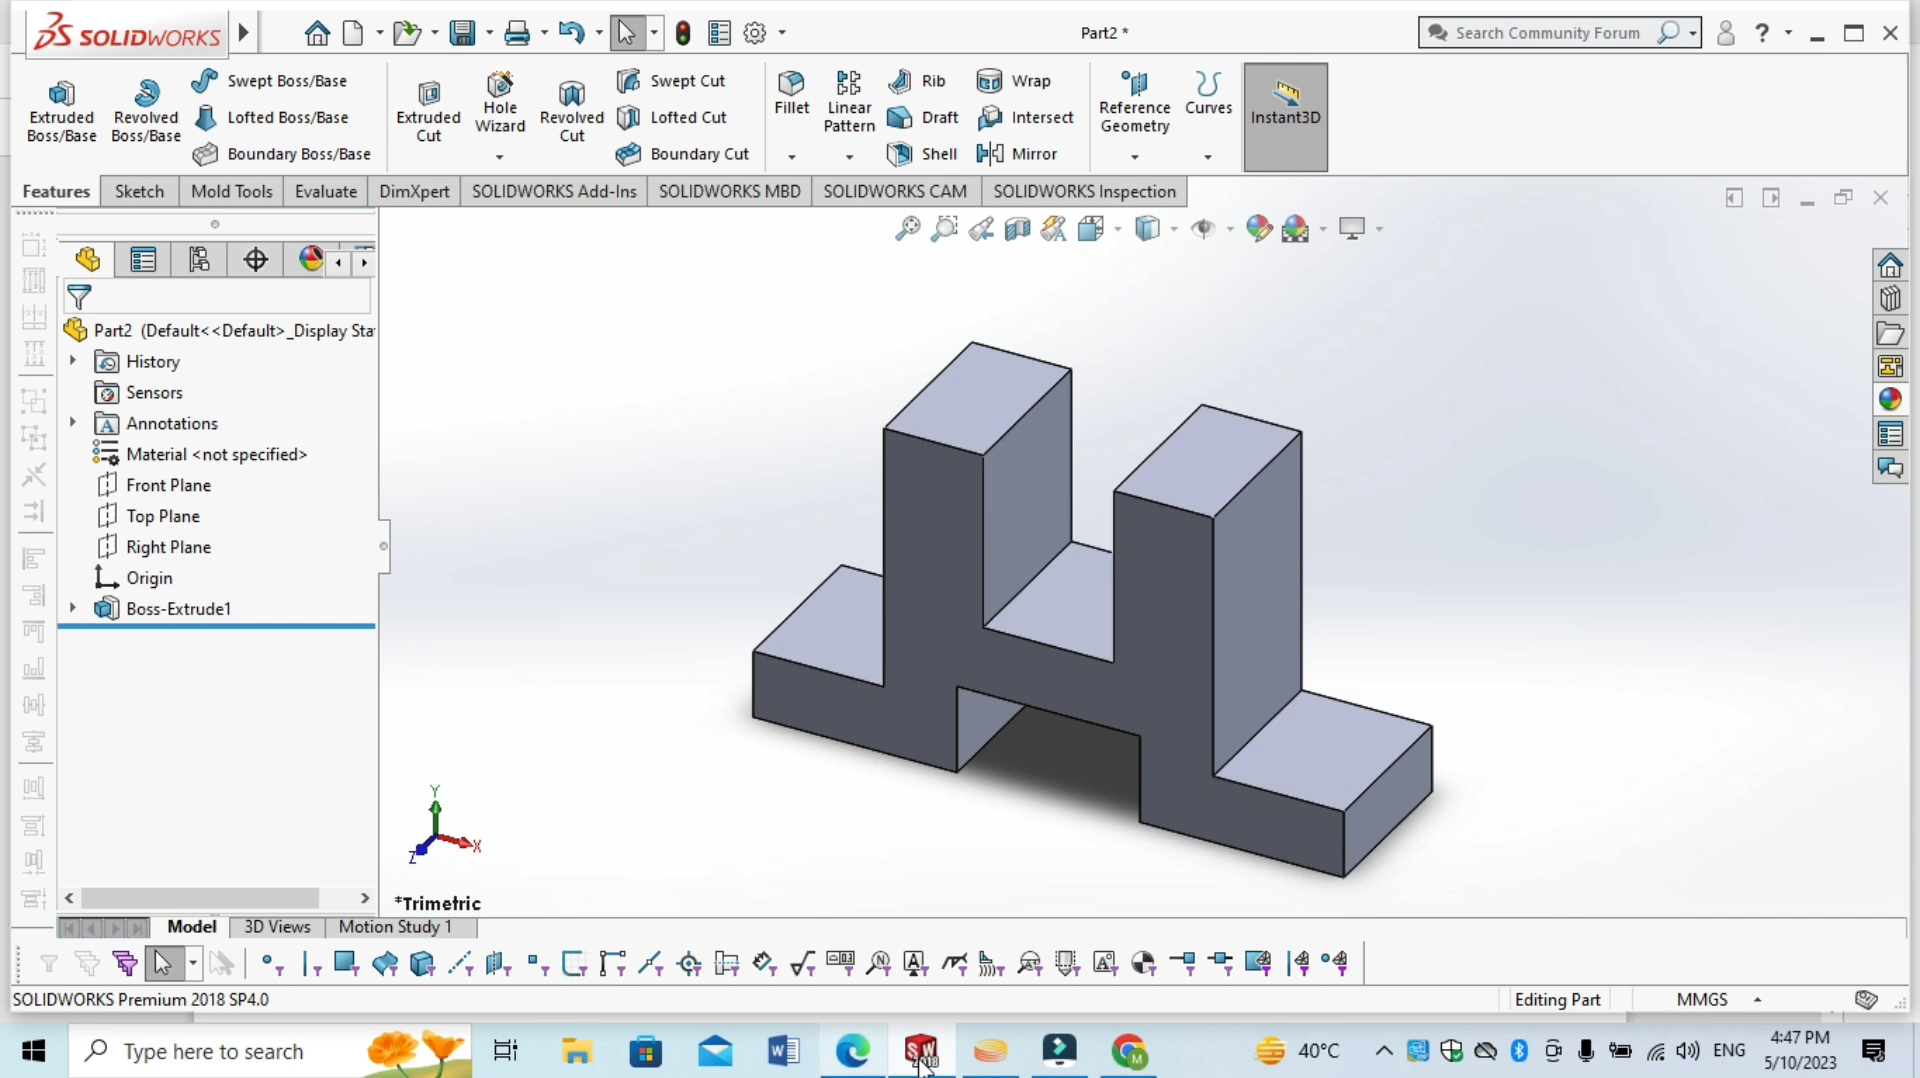 SOLIDWORKS
Part2 *
Search Community Forum
?
Extruded Boss/Base
Revolved Boss/Base
Swept Boss/Base
Lofted Boss/Base
Boundary Boss/Base
Extruded Cut
Hole Wizard
Revolved Cut
Swept Cut
Lofted Cut
Boundary Cut
Fillet
Linear Pattern
Rib
Draft
Shell
Wrap
Intersect
Mirror
Reference Geometry
Curves
Instant3D
Features
Sketch
Mold Tools
Evaluate
DimXpert
SOLIDWORKS Add-Ins
SOLIDWORKS MBD
SOLIDWORKS CAM
SOLIDWORKS Inspection
Part2 (Default<<Default>_Display Sta
History
Sensors
Annotations
Material <not specified>
Front Plane
Top Plane
Right Plane
Origin
Boss-Extrude1
Y
X
Z
*Trimetric
Model
3D Views
Motion Study 1
SOLIDWORKS Premium 2018 SP4.0
Editing Part
MMGS
Type here to search
40°C
ENG
4:47 PM
5/10/2023